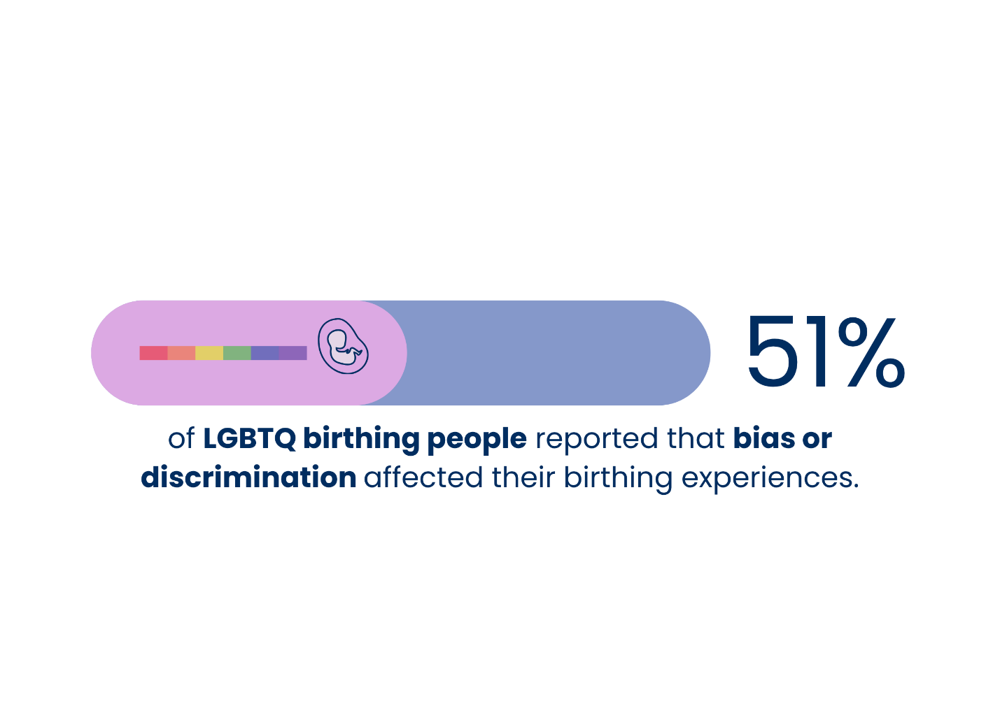 51%
of LGBTQ birthing people reported that bias or
discrimination affected their birthing experiences.